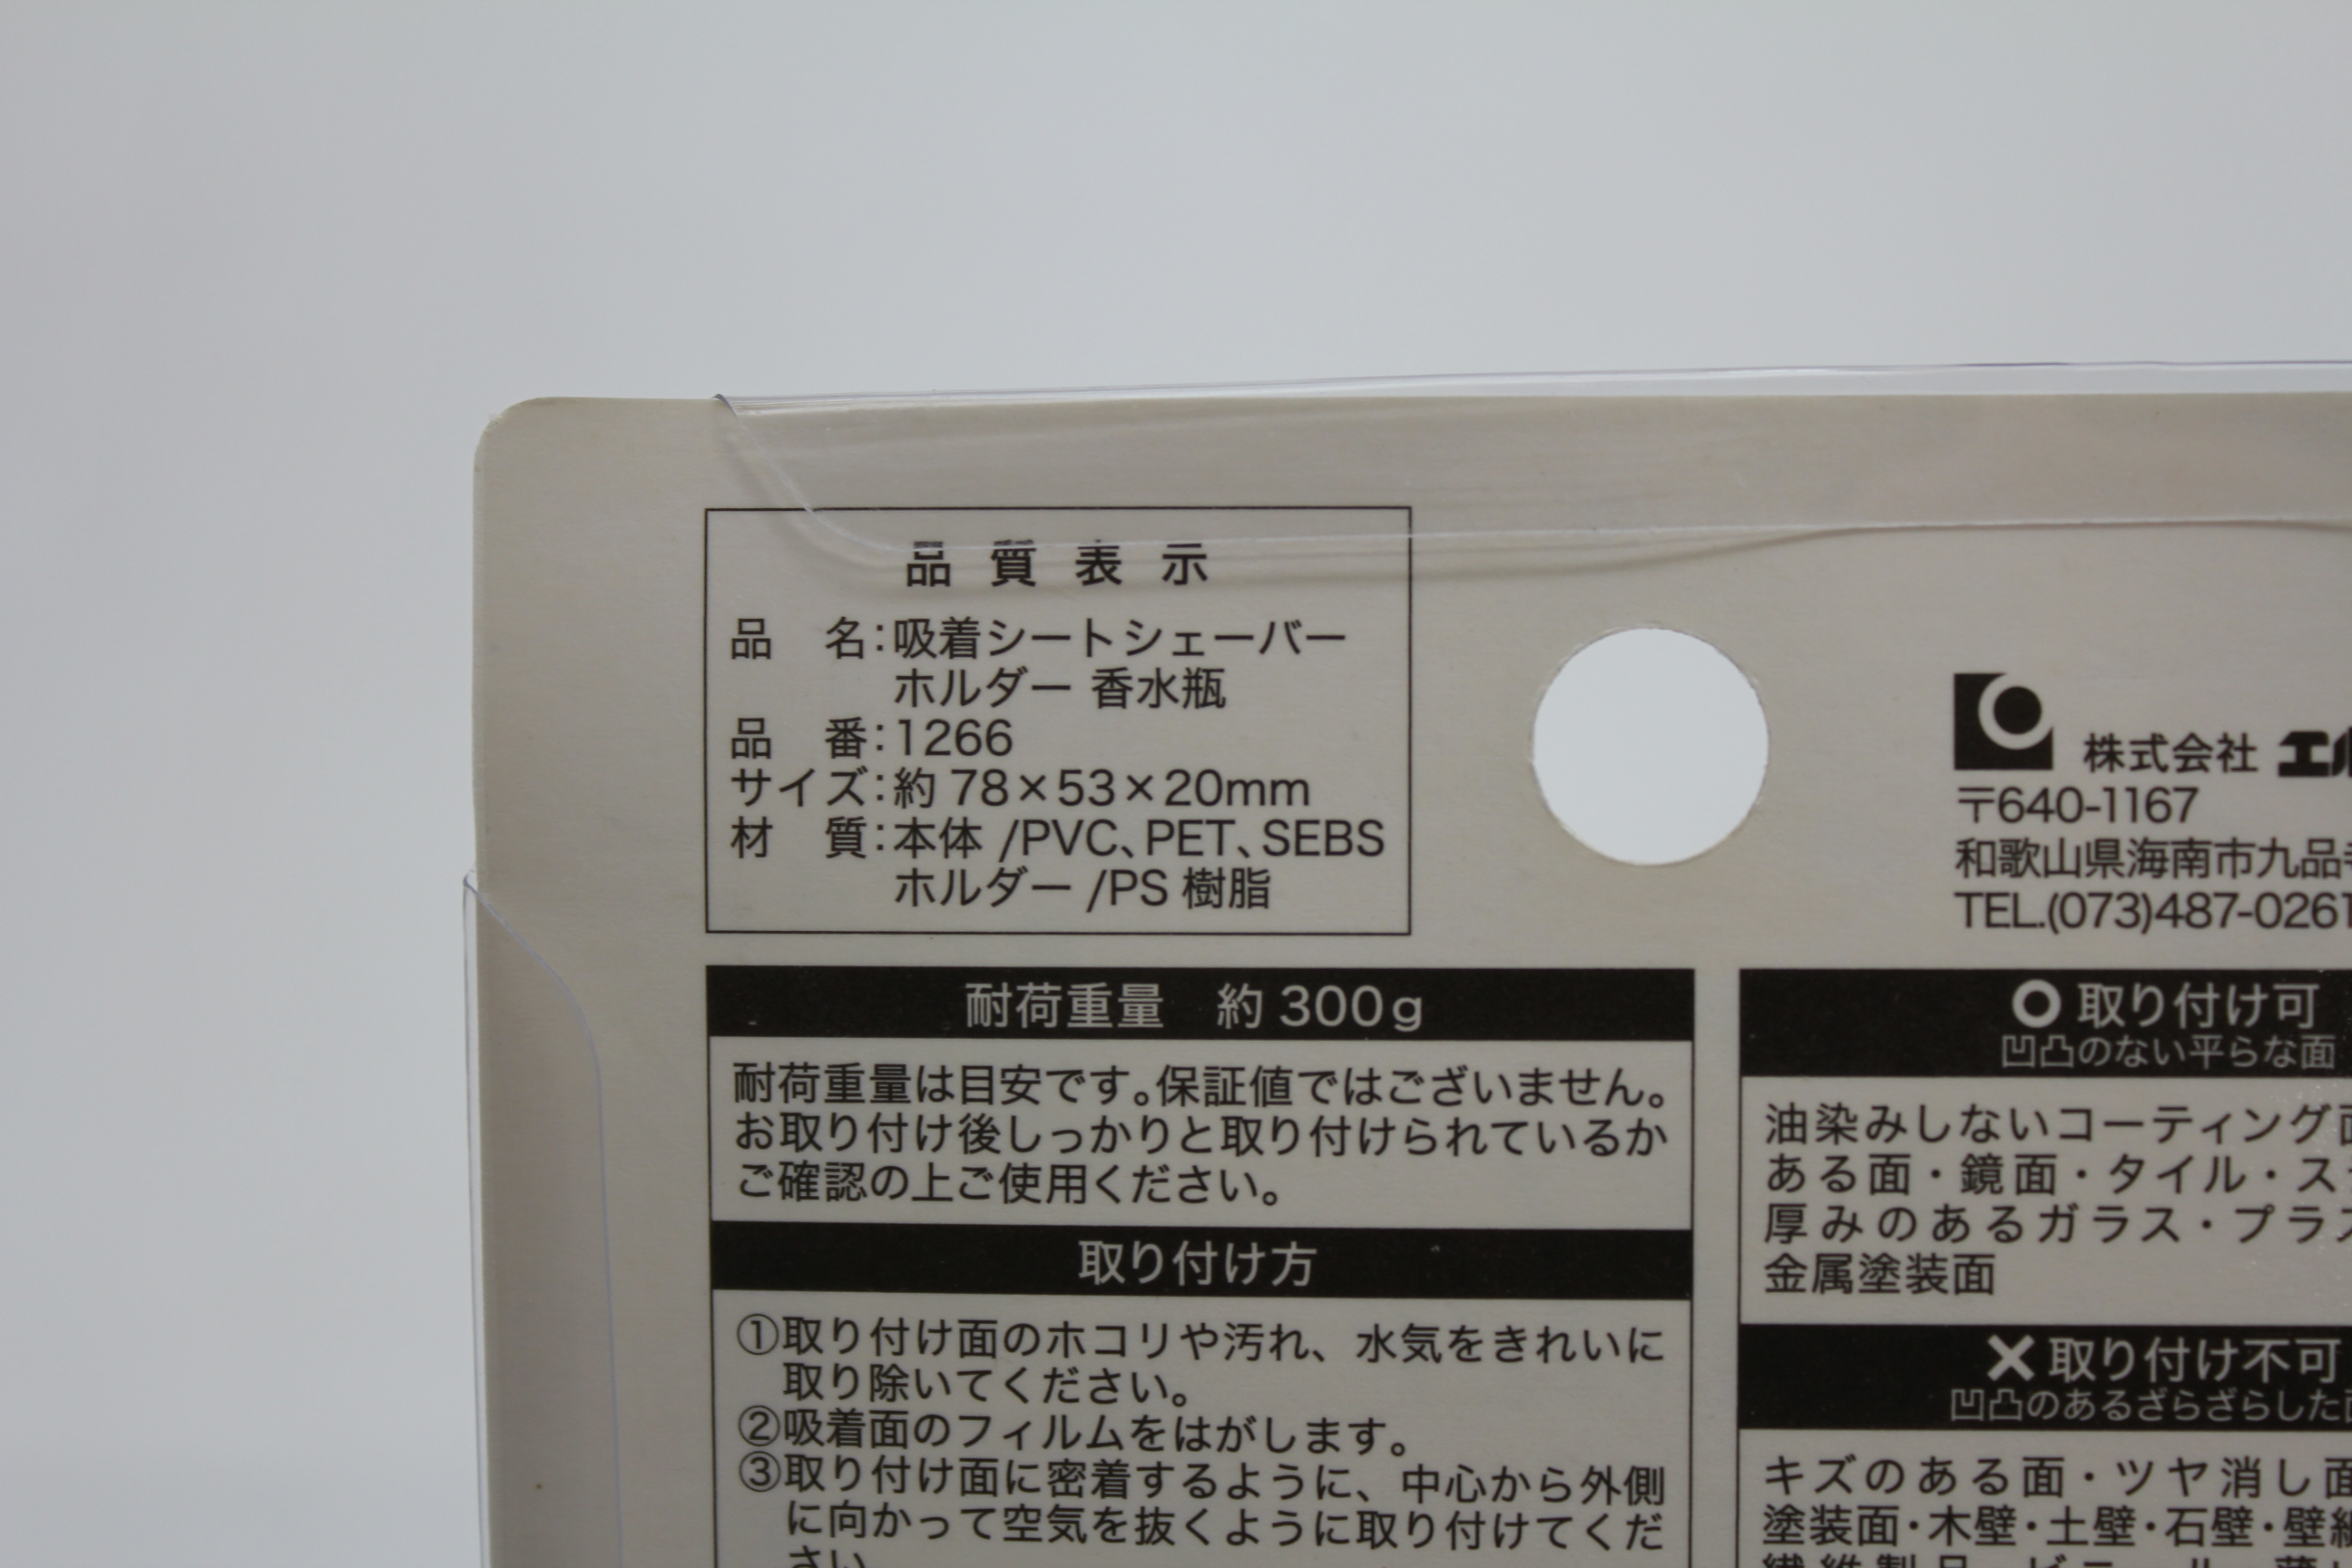 品質表示
品 名：吸着シートシェーバー
ホルダー 香水瓶
品 番：1266
サイズ：約 78×53×20mm
材 質：本体 /PVC、PET、SEBS
ホルダー /PS 樹脂
株式会社 エル
〒640-1167
和歌山県海南市九品
TEL.(073)487-0261
耐荷重量 約 300g
耐荷重量は目安です。保証値ではございません。
お取り付け後しっかりと取り付けられているか
ご確認の上ご使用ください。
取り付け方
①取り付け面のホコリや汚れ、水気をきれいに
取り除いてください。
②吸着面のフィルムをはがします。
③取り付け面に密着するように、中心から外側
に向かって空気を抜くように取り付けてくだ
さい
○取り付け可
凹凸のない平らな面
油染みしないコーティング
ある面・鏡面・タイル・ス
厚みのあるガラス・プラス
金属塗装面
×取り付け不可
凹凸のあるざらざらした
キズのある面・ツヤ消し面
塗装面・木壁・土壁・石壁・壁